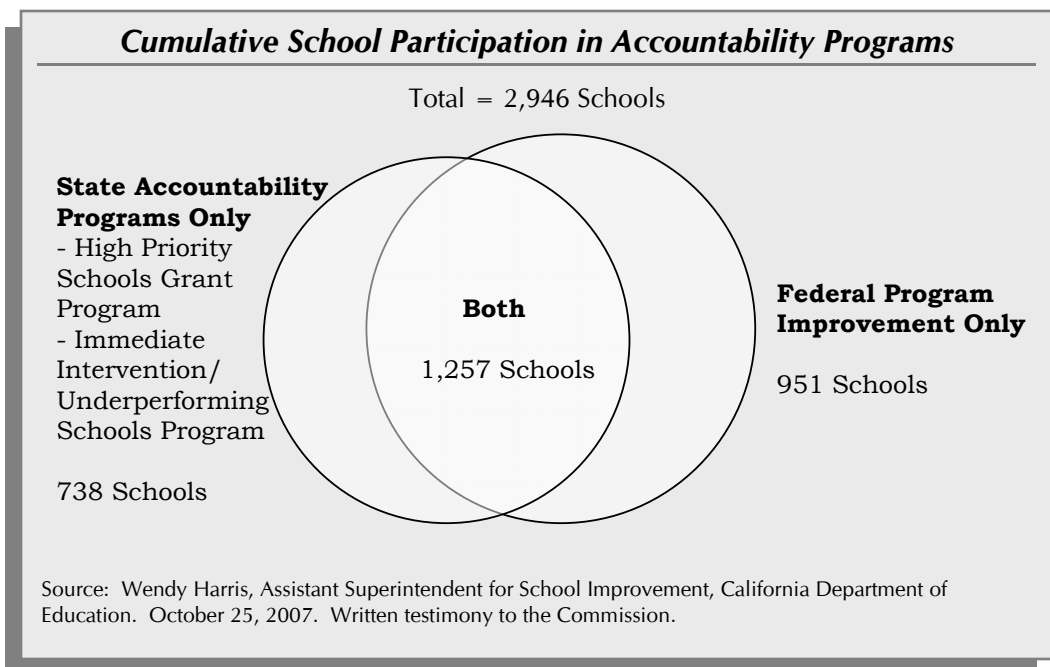 Cumulative School Participation in Accountability Programs
Total = 2,946 Schools
State Accountability
Programs Only
- High Priority
Schools Grant
Program
- Immediate
Intervention/
Underperforming
Schools Program
738 Schools
Both
1,257 Schools
Federal Program
Improvement Only
951 Schools
Source: Wendy Harris, Assistant Superintendent for School Improvement, California Department of
Education. October 25, 2007. Written testimony to the Commission.